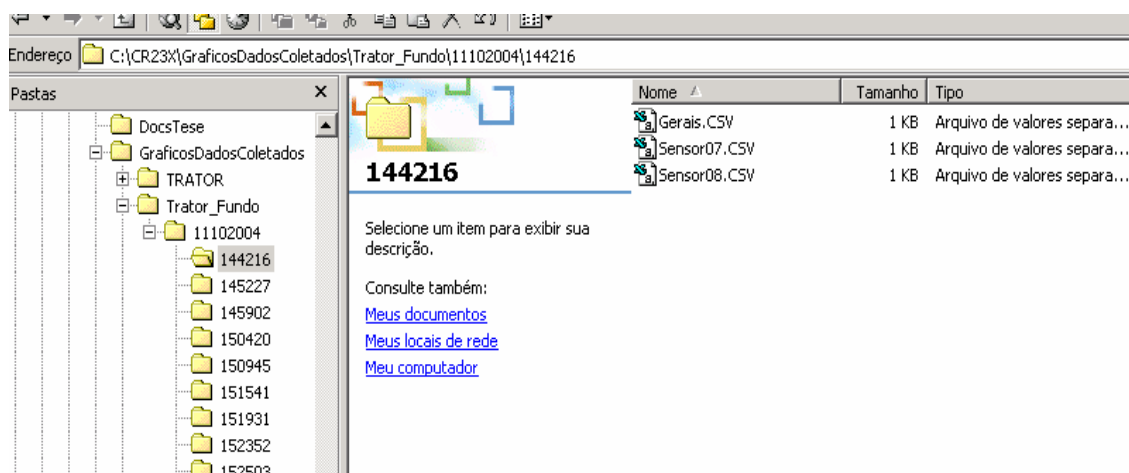 Endereço C:\CR23X\GraficosDadosColetados\Trator_Fundo\11102004\144216
Pastas x
DocsTese
GraficosDadosColetados
TRATOR
Trator_Fundo
11102004
144216
145227
145902
150420
150945
151541
151931
152352
152503
144216
Selecione um item para exibir sua
descrição.
Consulte também:
Meus documentos
Meus locais de rede
Meu computador
Nome Tamanho Tipo
Gerais.CSV 1 KB Arquivo de valores separa...
Sensor07.CSV 1 KB Arquivo de valores separa...
Sensor08.CSV 1 KB Arquivo de valores separa...